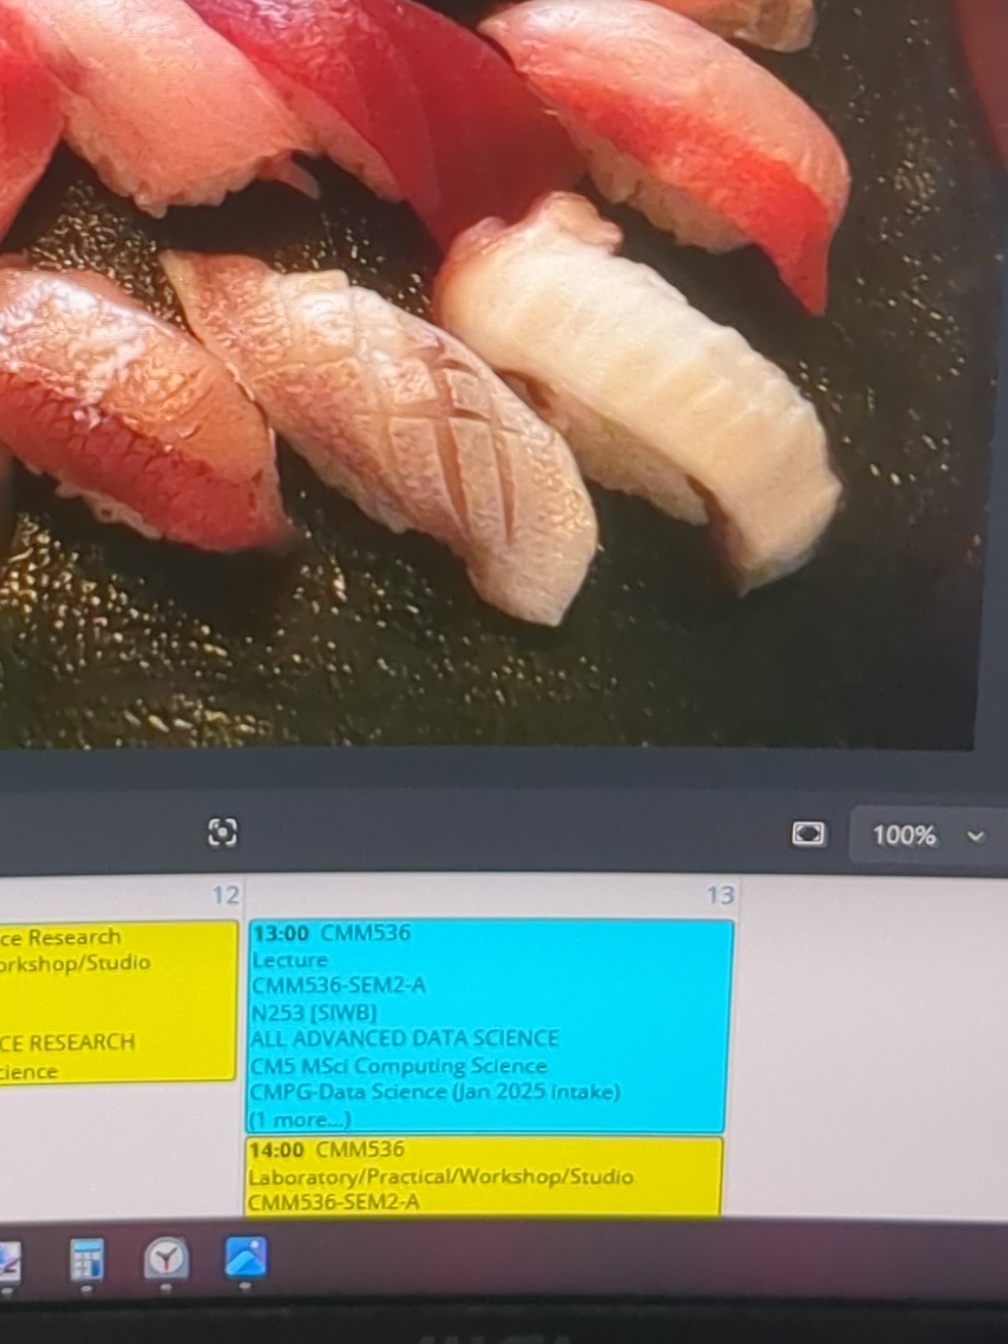 100%
12
13
ce Research
orkshop/Studio
CE RESEARCH
cience
13:00 CMM536
Lecture
CMM536-SEM2-A
N253 [SIWB]
ALL ADVANCED DATA SCIENCE
CM5 MSci Computing Science
CMPG-Data Science (Jan 2025 Intake)
(1 more...)
14:00 CMM536
Laboratory/Practical/Workshop/Studio
CMM536-SEM2-A